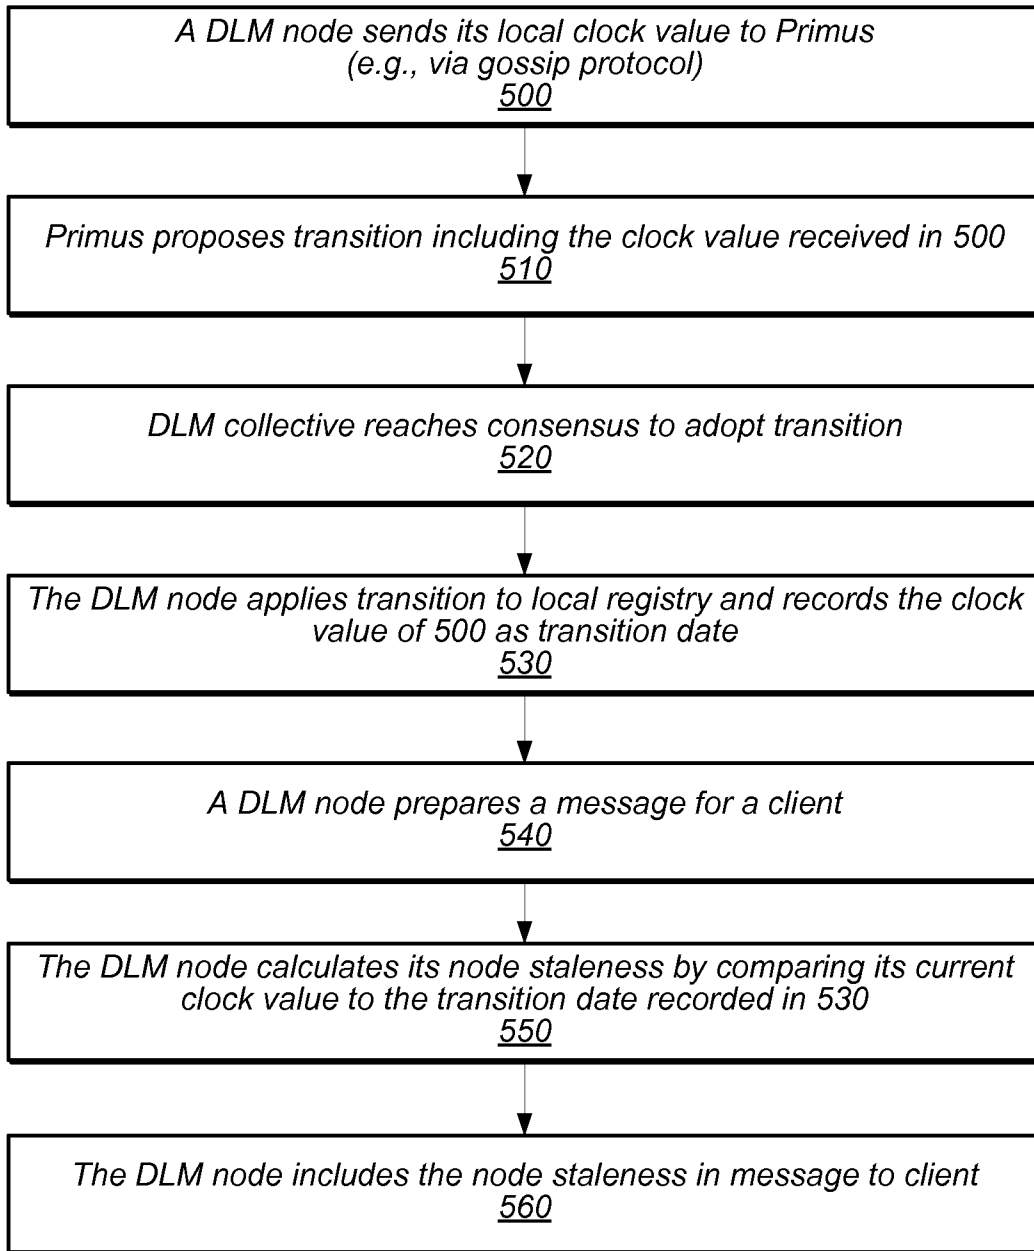 A DLM node sends its local clock value to Primus
(e.g., via gossip protocol)
500
Primus proposes transition including the clock value received in 500
510
DLM collective reaches consensus to adopt transition
520
The DLM node applies transition to local registry and records the clock
value of 500 as transition date
530
A DLM node prepares a message for a client
540
The DLM node calculates its node staleness by comparing its current
clock value to the transition date recorded in 530
550
The DLM node includes the node staleness in message to client
560